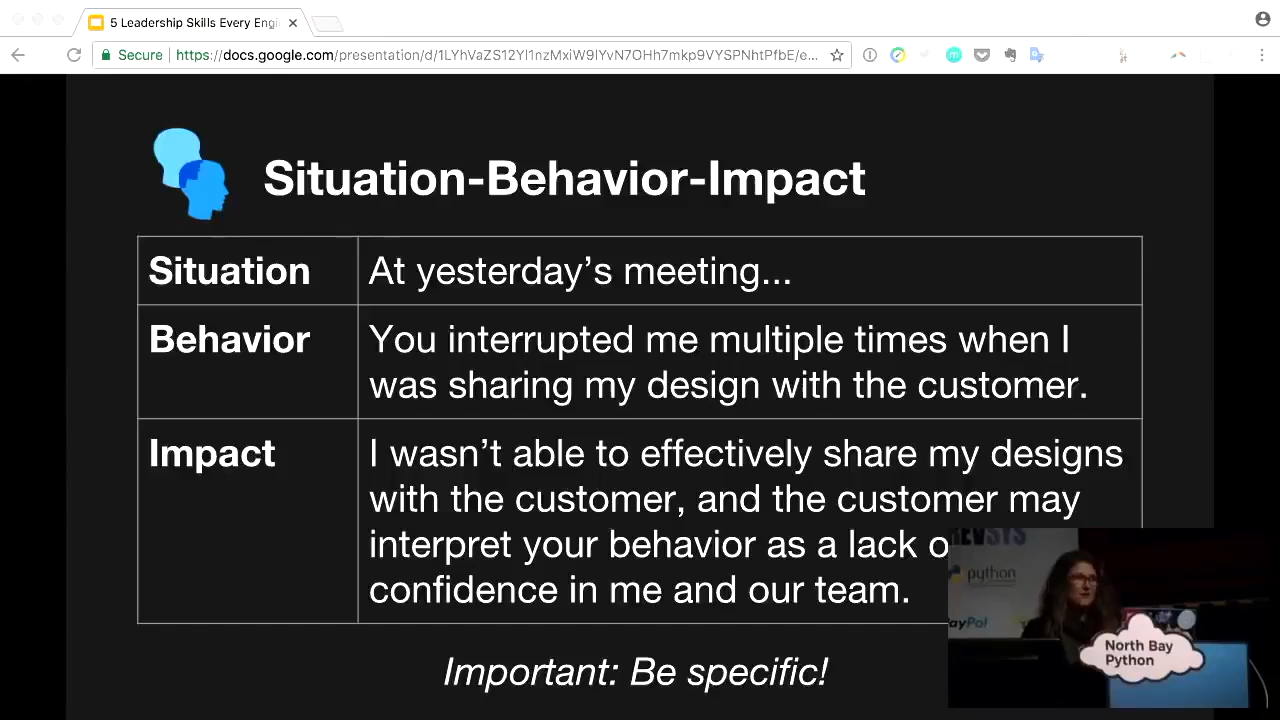 5 Leadership Skills Every Engi
Secure
https://docs.google.com/presentation/d/1LYhVaZS12Yl1nzMxiW9lYvN7OHh7mkp9VYSPNhtPfbE/e...
Situation-Behavior-Impact
Situation
At yesterday’s meeting...
Behavior
You interrupted me multiple times when I
was sharing my design with the customer.
Impact
I wasn’t able to effectively share my designs
with the customer, and the customer may
interpret your behavior as a lack o
confidence in me and our team.
Important: Be specific!
REVSYS
python
ayPal
North Bay
Python